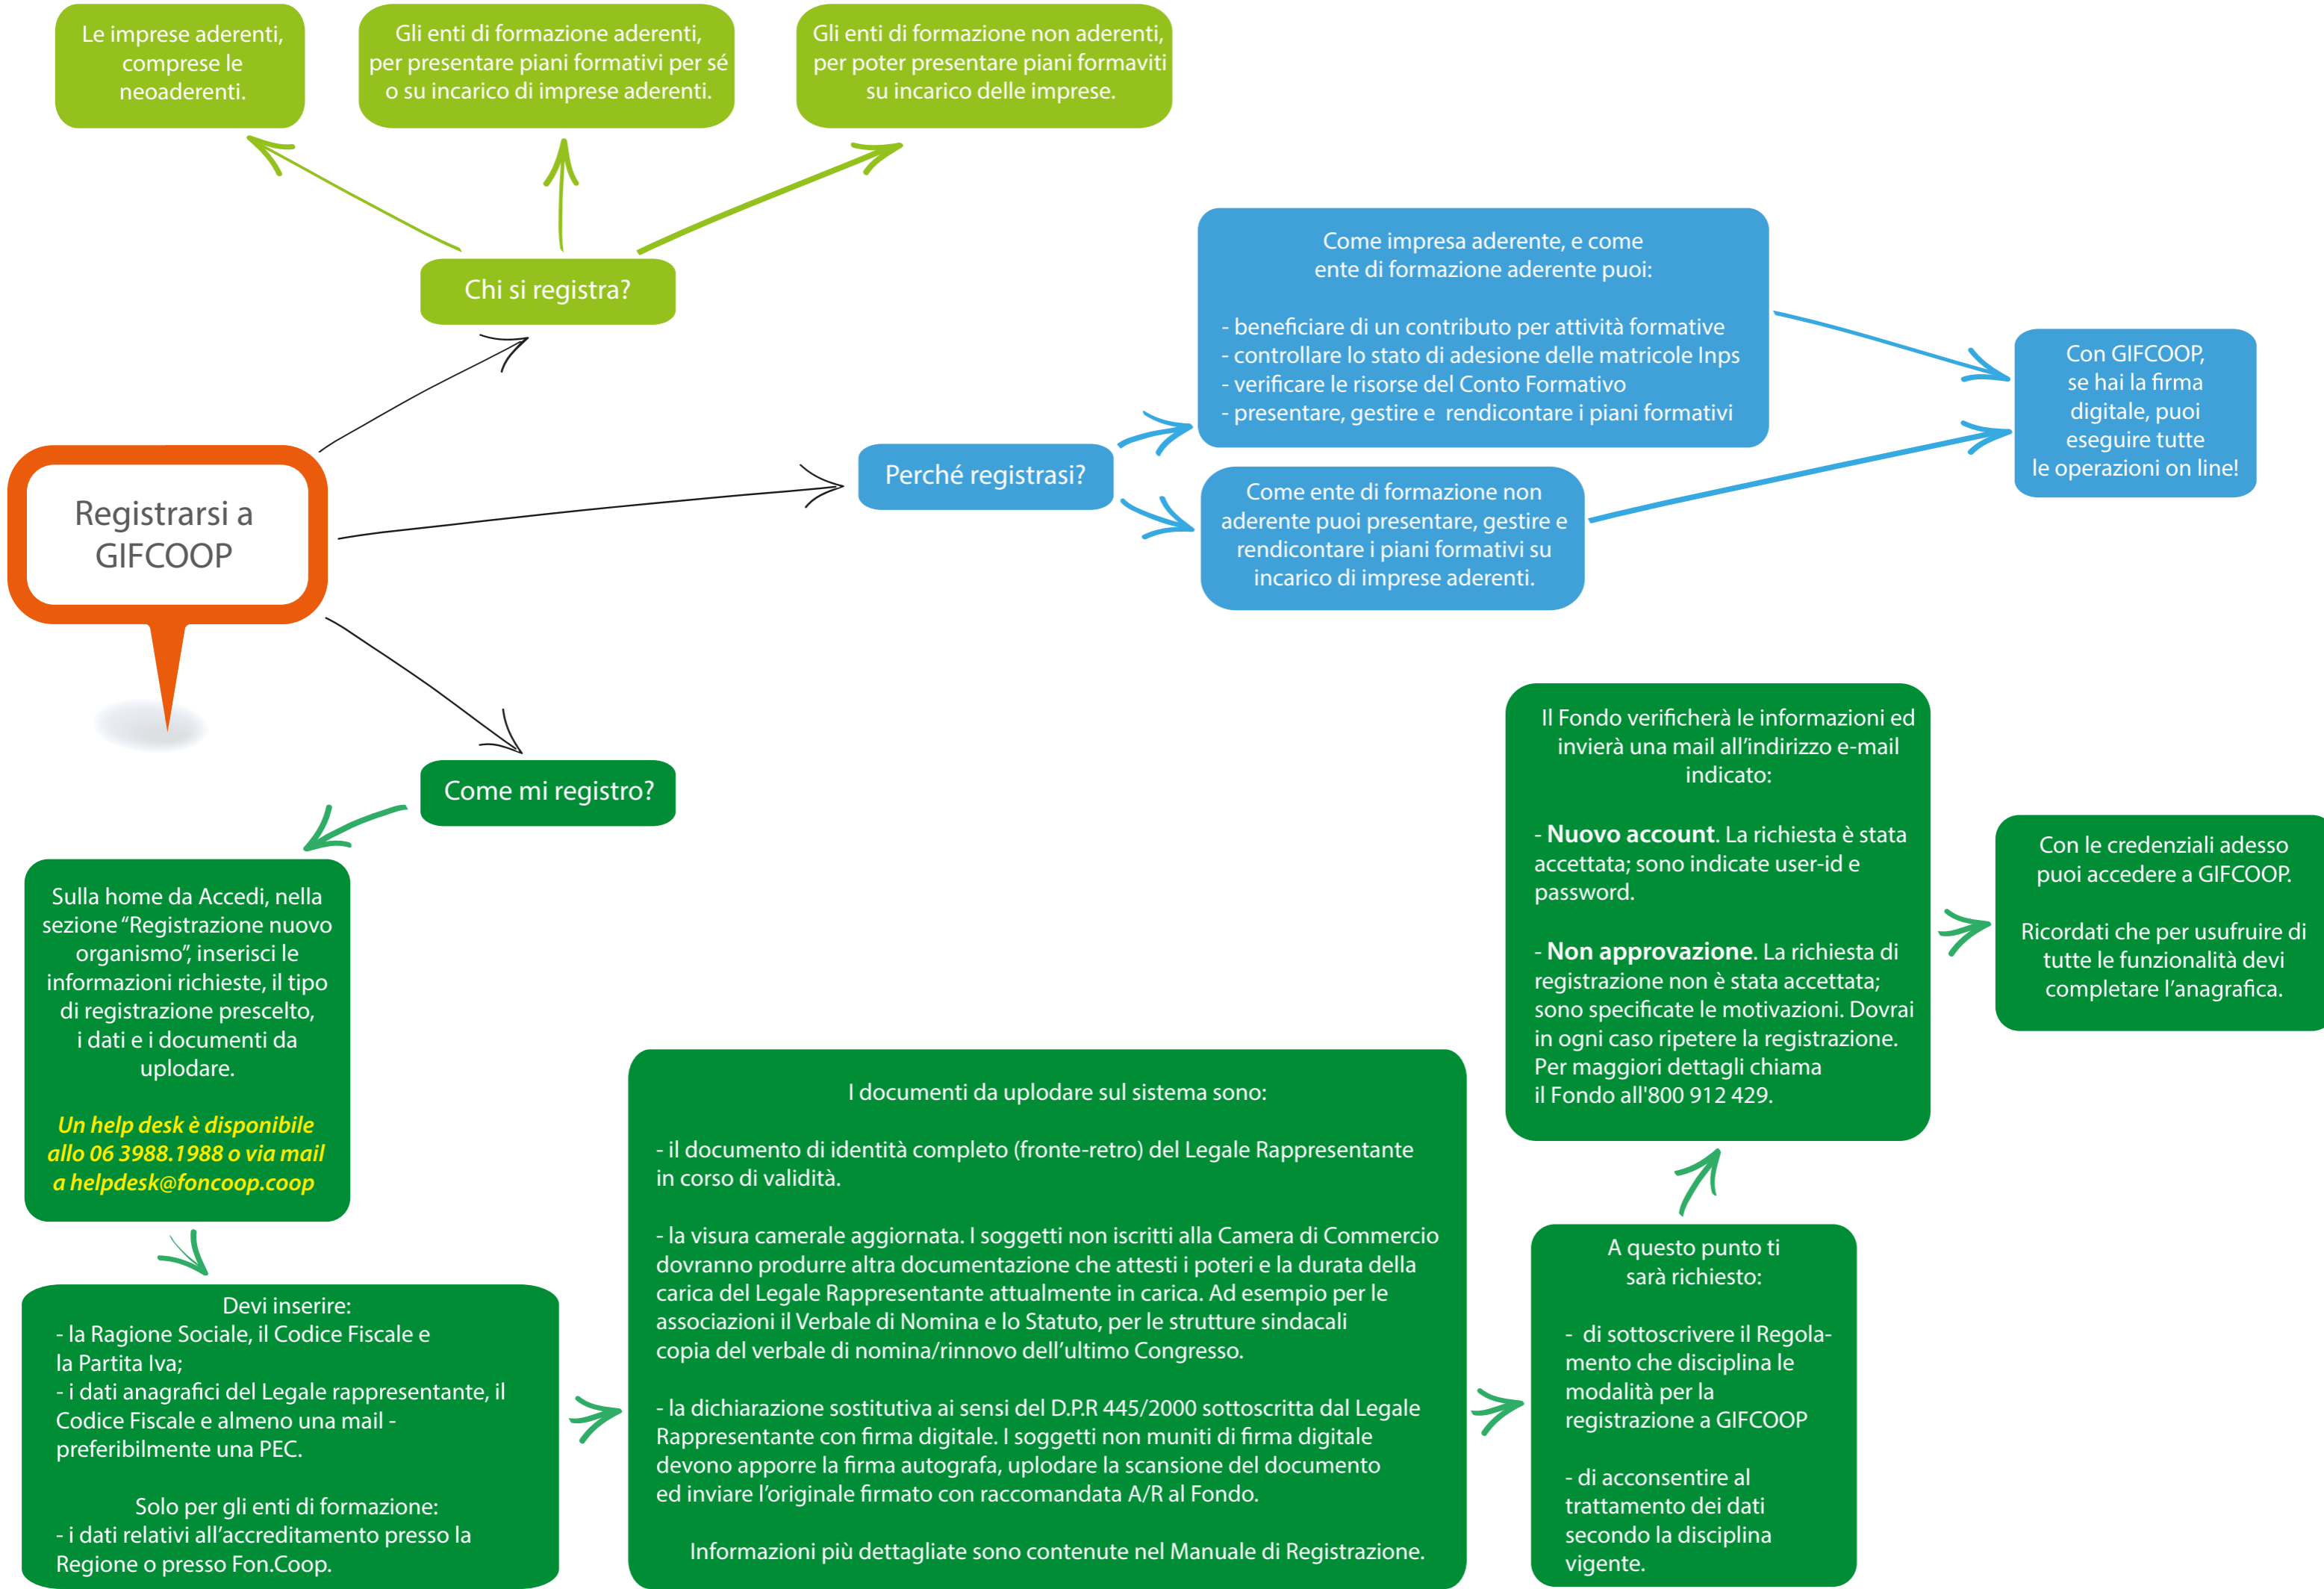 Le imprese aderenti,
comprese le
neoaderenti.
Gli enti di formazione aderenti,
per presentare piani formativi per sé
o su incarico di imprese aderenti.
Gli enti di formazione non aderenti,
per poter presentare piani formaviti
su incarico delle imprese.
Chi si registra?
Registrarsi a
GIFCOOP
Perché registrasi?
Come impresa aderente, e come
ente di formazione aderente puoi:
- beneficiare di un contributo per attività formative
- controllare lo stato di adesione delle matricole Inps
- verificare le risorse del Conto Formativo
- presentare, gestire e  rendicontare i piani formativi
Come ente di formazione non
aderente puoi presentare, gestire e
rendicontare i piani formativi su
incarico di imprese aderenti.
Con GIFCOOP,
se hai la firma
digitale, puoi
eseguire tutte
le operazioni on line!
Come mi registro?
Sulla home da Accedi, nella
sezione “Registrazione nuovo
organismo”, inserisci le
informazioni richieste, il tipo
di registrazione prescelto,
i dati e i documenti da
uplodare.
Un help desk è disponibile
allo 06 3988.1988 o via mail
a helpdesk@foncoop.coop
Devi inserire:
- la Ragione Sociale, il Codice Fiscale e
la Partita Iva;
- i dati anagrafici del Legale rappresentante, il
Codice Fiscale e almeno una mail -
preferibilmente una PEC.
Solo per gli enti di formazione:
- i dati relativi all’accreditamento presso la
Regione o presso Fon.Coop.
I documenti da uplodare sul sistema sono:
- il documento di identità completo (fronte-retro) del Legale Rappresentante
in corso di validità.
- la visura camerale aggiornata. I soggetti non iscritti alla Camera di Commercio
dovranno produrre altra documentazione che attesti i poteri e la durata della
carica del Legale Rappresentante attualmente in carica. Ad esempio per le
associazioni il Verbale di Nomina e lo Statuto, per le strutture sindacali
copia del verbale di nomina/rinnovo dell’ultimo Congresso.
- la dichiarazione sostitutiva ai sensi del D.P.R 445/2000 sottoscritta dal Legale
Rappresentante con firma digitale. I soggetti non muniti di firma digitale
devono apporre la firma autografa, uplodare la scansione del documento
ed inviare l’originale firmato con raccomandata A/R al Fondo.
Informazioni più dettagliate sono contenute nel Manuale di Registrazione.
A questo punto ti
sarà richiesto:
-  di sottoscrivere il Regola-
mento che disciplina le
modalità per la
registrazione a GIFCOOP
- di acconsentire al
trattamento dei dati
secondo la disciplina
vigente.
Il Fondo verificherà le informazioni ed
invierà una mail all’indirizzo e-mail
indicato:
- Nuovo account. La richiesta è stata
accettata; sono indicate user-id e
password.
- Non approvazione. La richiesta di
registrazione non è stata accettata;
sono specificate le motivazioni. Dovrai
in ogni caso ripetere la registrazione.
Per maggiori dettagli chiama
il Fondo all'800 912 429.
Con le credenziali adesso
puoi accedere a GIFCOOP.
Ricordati che per usufruire di
tutte le funzionalità devi
completare l’anagrafica.